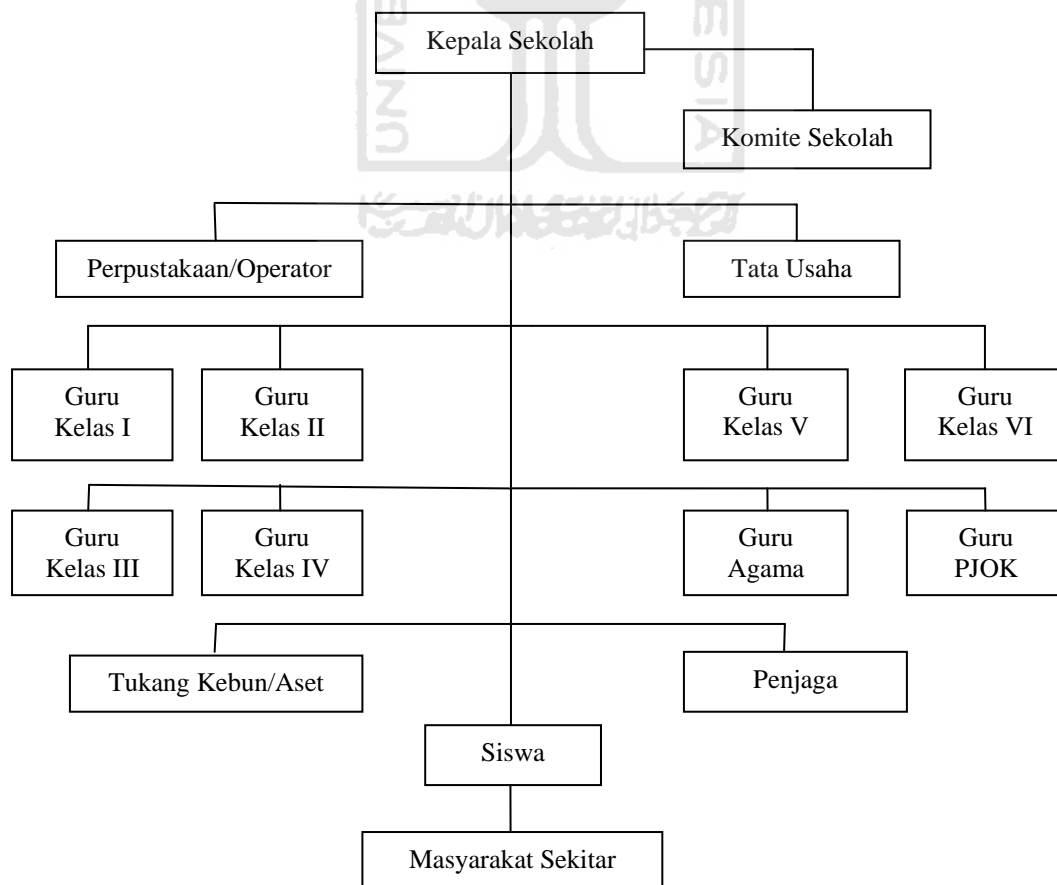 Kepala Sekolah
Komite Sekolah
Perpustakaan/Operator
Tata Usaha
Guru
Kelas I
Guru
Kelas II
Guru
Kelas V
Guru
Kelas VI
Guru
Kelas III
Guru
Kelas IV
Guru
Agama
Guru
PJOK
Tukang Kebun/Aset
Penjaga
Siswa
Masyarakat Sekitar